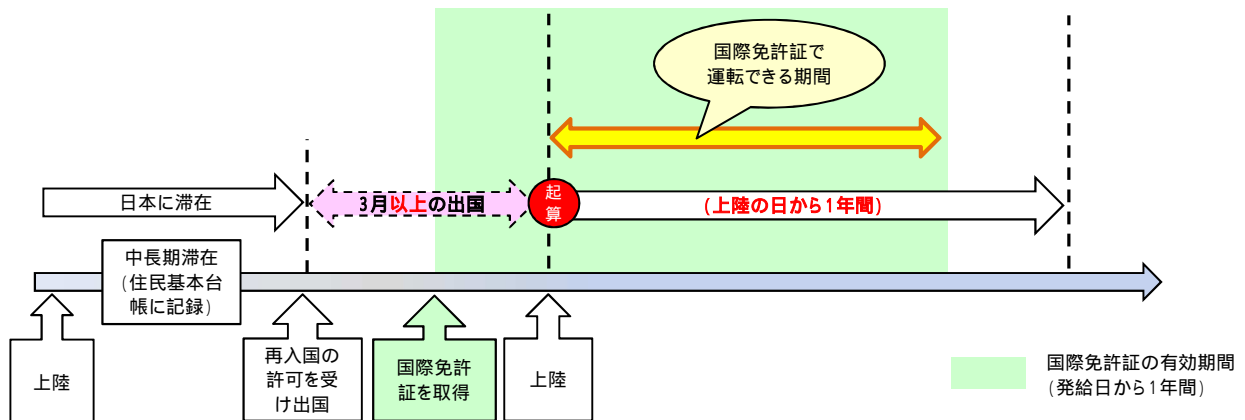 国際免許証で
運転できる期間
日本に滞在
3月以上の出国
起
算
(上陸の日から1年間)
中長期滞在
(住民基本台
帳に記録)
上陸
再入国の
許可を受
け出国
国際免許
証を取得
上陸
国際免許証の有効期間
(発給日から1年間)